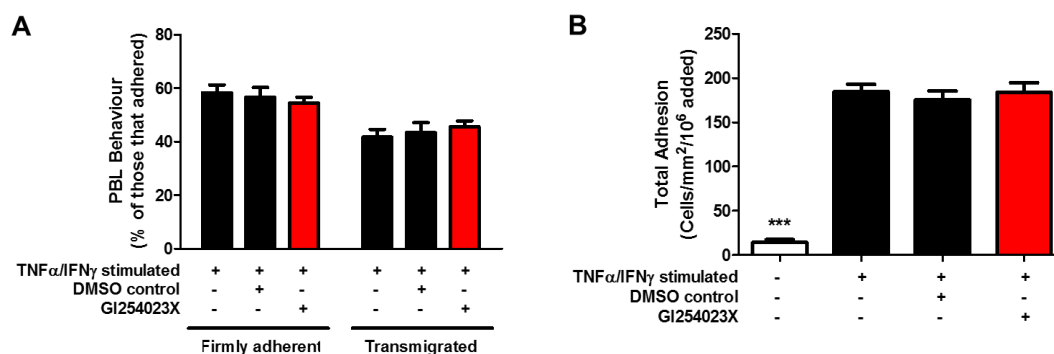 A
PBL Behaviour
(% of those that adhered)
80
60
40
20
0
TNFα/IFNγ stimulated + + + + + +
DMSO control - + - - + -
GI254023X - - + - - +
Firmly adherent Transmigrated
B
Total Adhesion
(Cells/mm²/10⁶ added)
250
200
150
100
50
0
***
TNFα/IFNγ stimulated - + + +
DMSO control - - + -
GI254023X - - - +